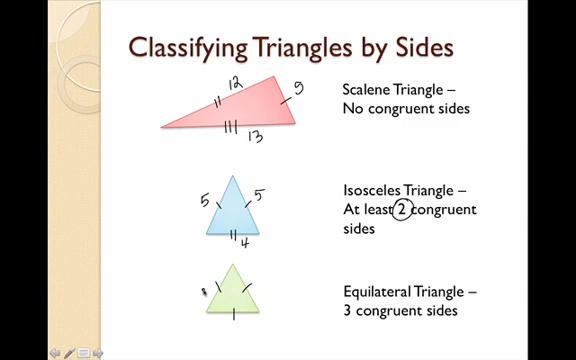 Classifying Triangles by Sides
12
9
13
Scalene Triangle –
No congruent sides
5
5
4
Isosceles Triangle –
At least 2 congruent
sides
Equilateral Triangle –
3 congruent sides